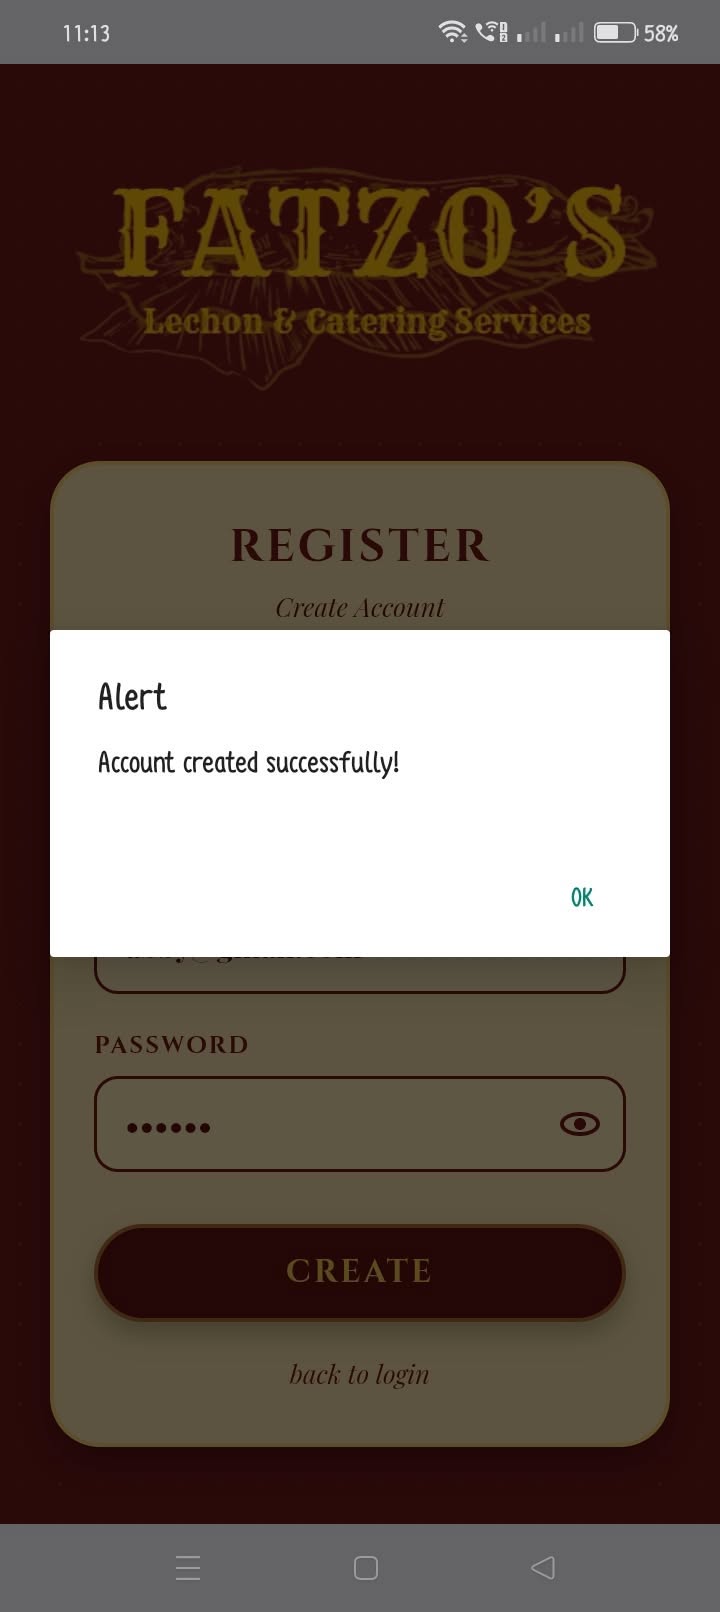 11:13
58%
FATZO'S
Lechon & Catering Services
REGISTER
Create Account
Alert
Account created successfully!
OK
PASSWORD
CREATE
back to login